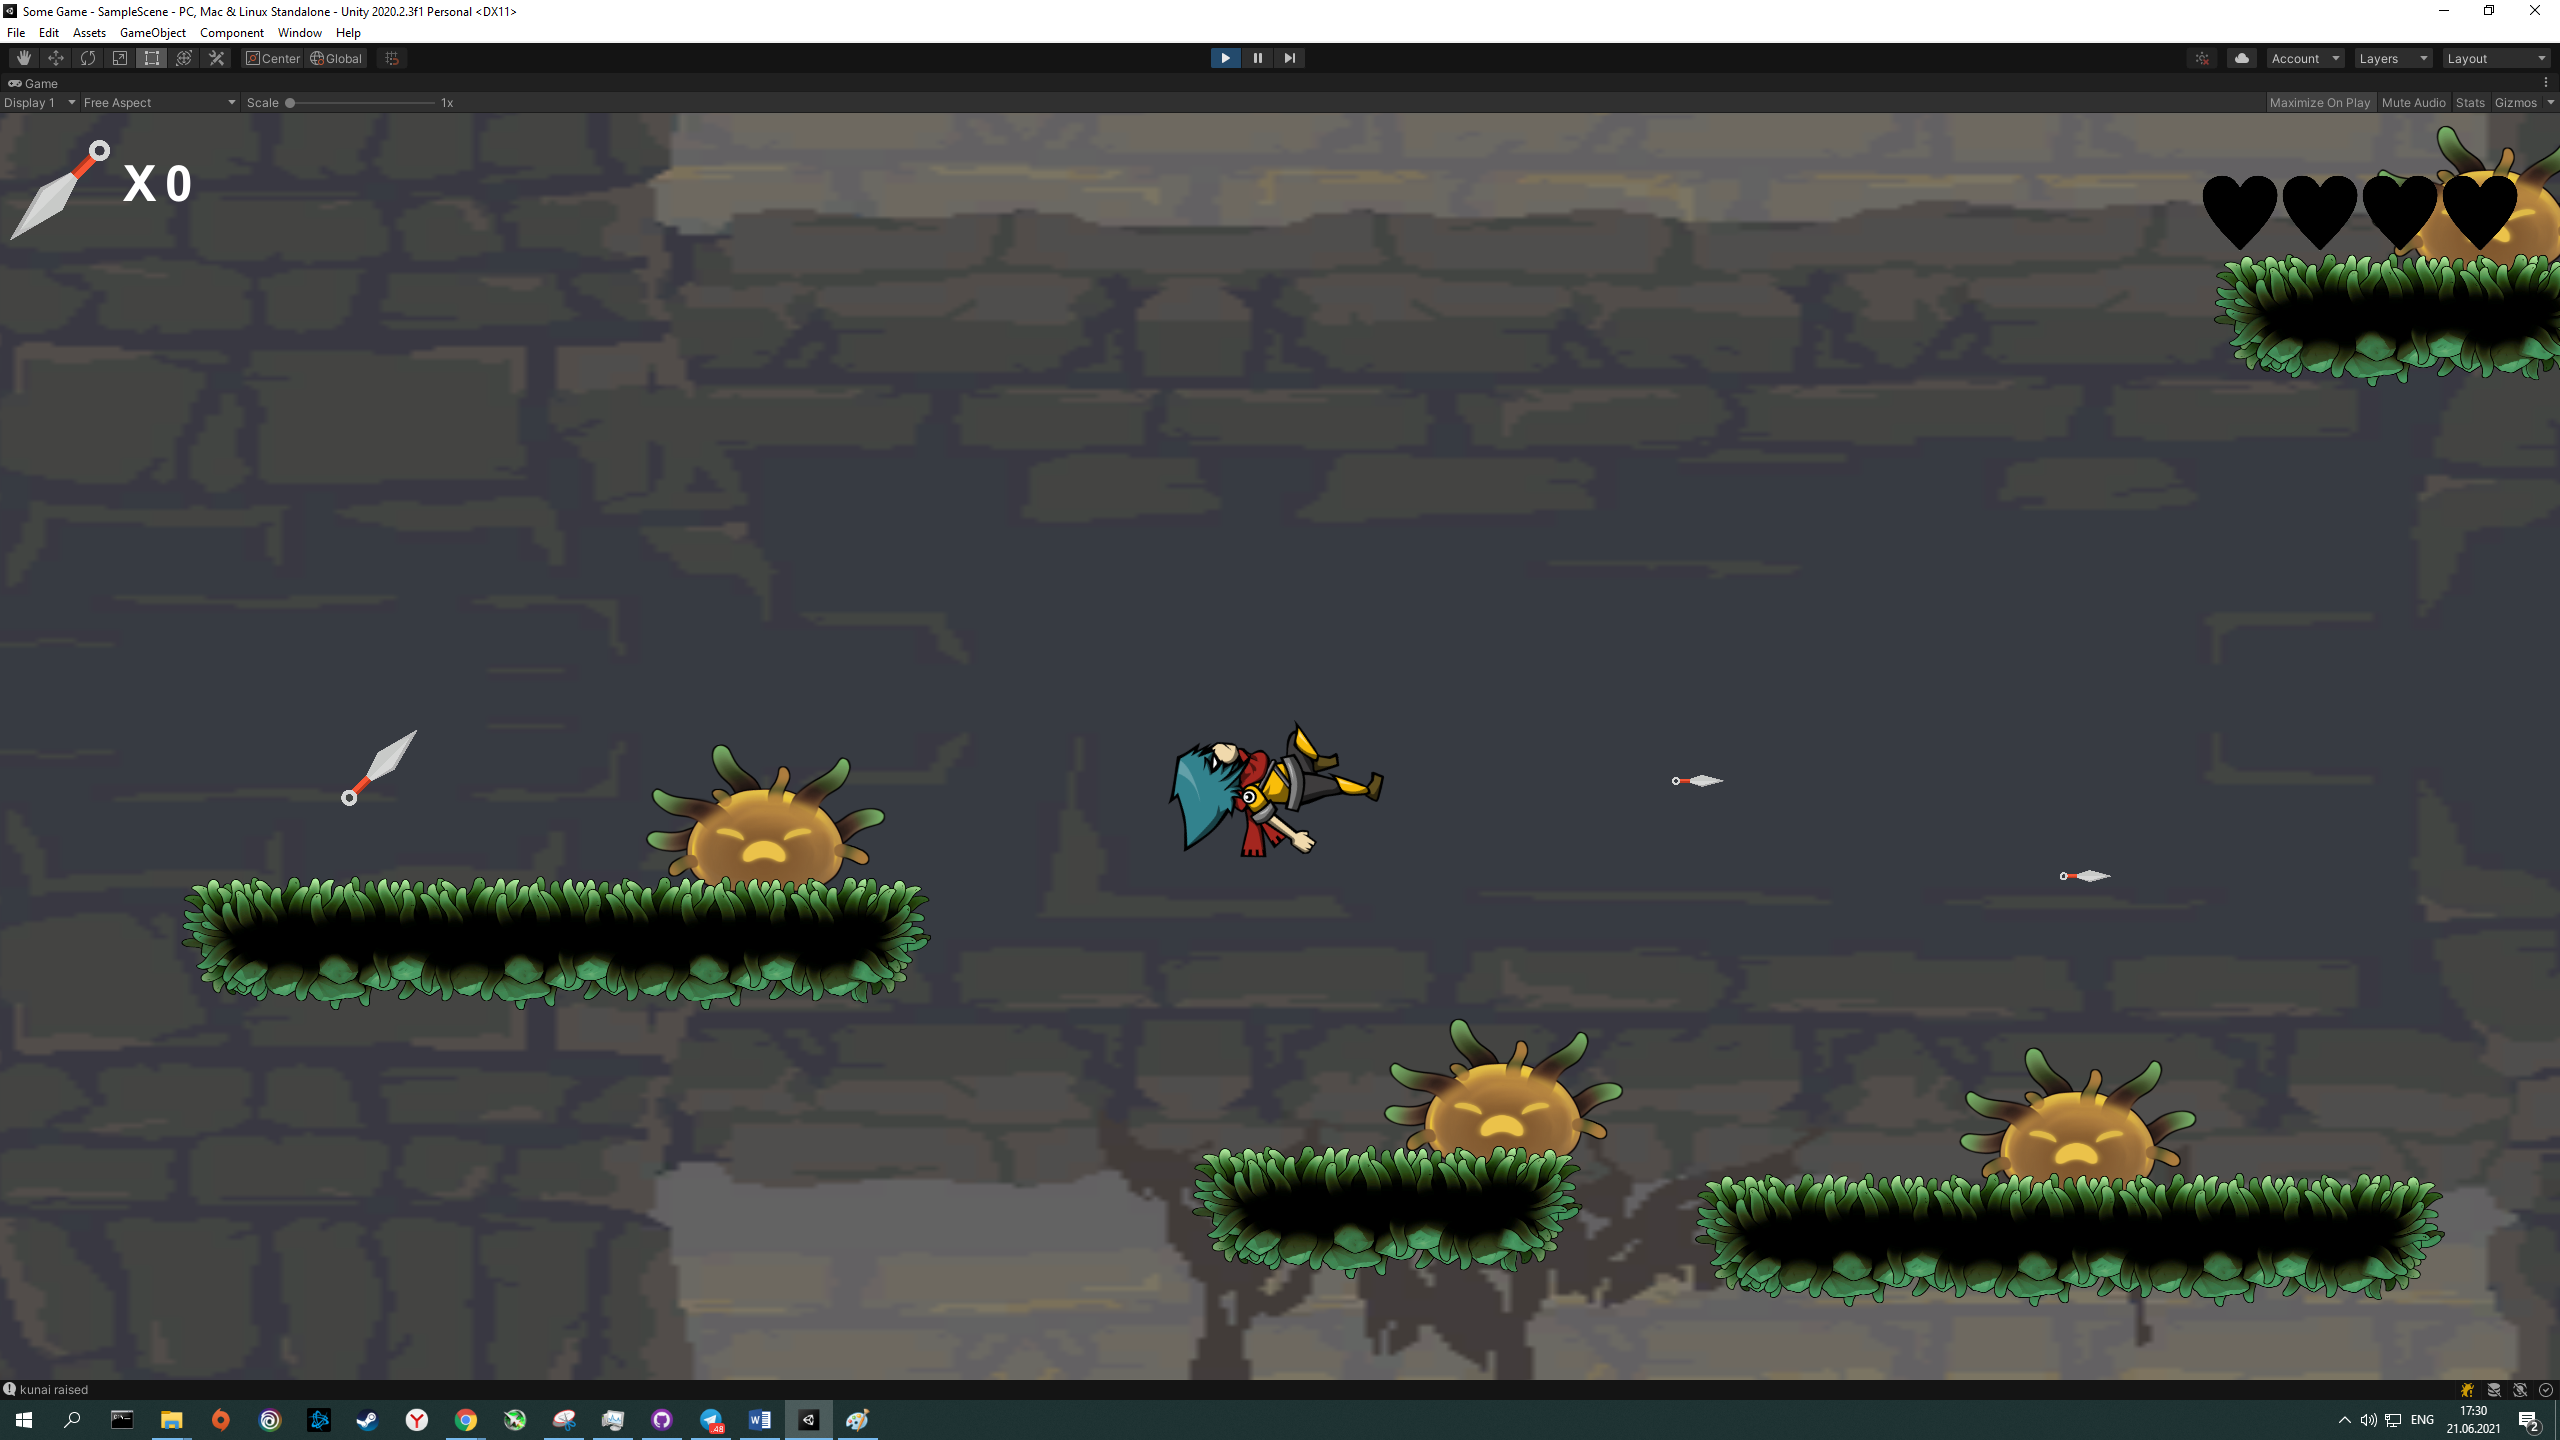 Some Game - SampleScene - PC, Mac & Linux Standalone - Unity 2020.2.3f1 Personal <DX11>
File Edit Assets GameObject Component Window Help
Center Global Account Layers Layout
Game
Display 1 Free Aspect Scale 1x Maximize On Play Mute Audio Stats Gizmos
X 0
kunai raised
48
W
ENG
17:30
21.06.2021
2